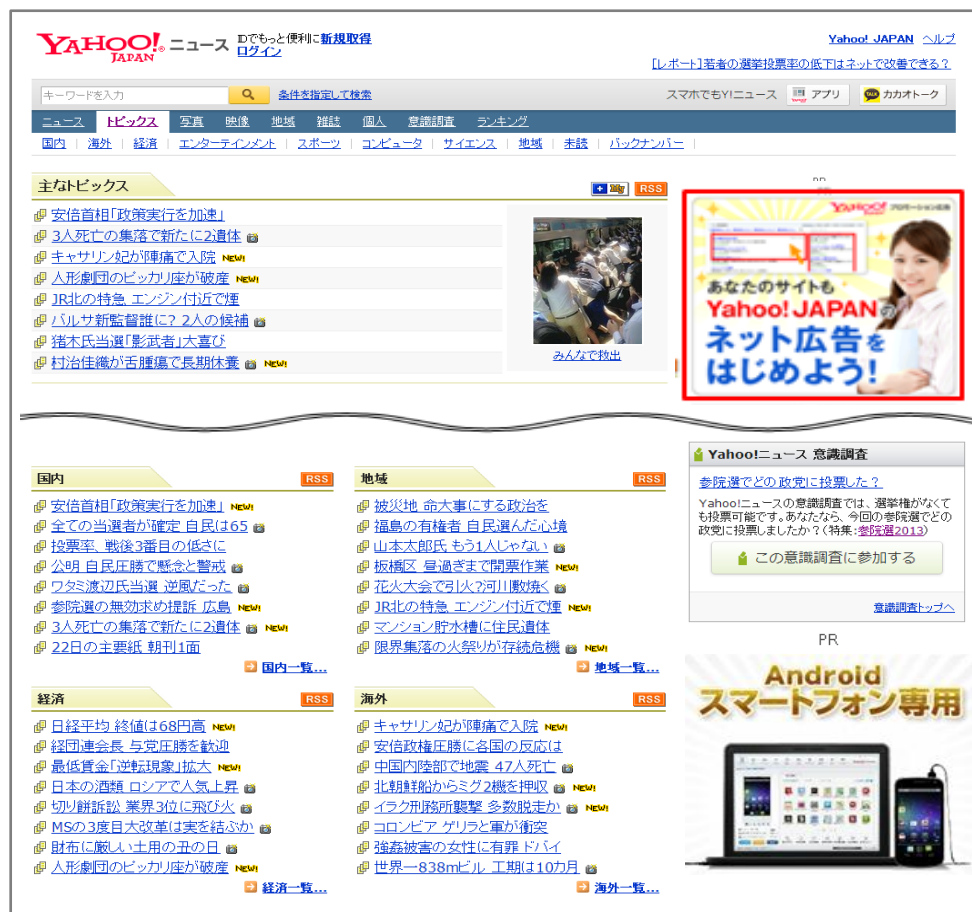 YAHOO! JAPAN ニュース IDでもっと便利に新規取得
ログイン
Yahoo! JAPAN ヘルプ
[レポート]若者の選挙投票率の低下はネットで改善できる?
キーワードを入力 条件を指定して検索 スマホでもY!ニュース アプリ カカオトーク
ニュース トピックス 写真 映像 地域 雑誌 個人 意識調査 ランキング
国内 海外 経済 エンターテインメント スポーツ コンピュータ サイエンス 地域 未読 バックナンバー
主なトピックス My RSS
安倍首相「政策実行を加速」
3人死亡の集落で新たに2遺体
キャサリン妃が陣痛で入院 NEW!
人形劇団のピッカリ座が破産 NEW!
JR北の特急 エンジン付近で煙
バルサ新監督誰に? 2人の候補
猪木氏当選「影武者」大喜び
村治佳織が舌腫瘍で長期休養 NEW!
みんなで救出
PR
YAHOO! プロモーション広告
あなたのサイトも
Yahoo! JAPANの
ネット広告を
はじめよう!
国内 RSS
安倍首相「政策実行を加速」 NEW!
全ての当選者が確定 自民は65
投票率、戦後3番目の低さに
公明 自民圧勝で懸念と警戒
ワタミ渡辺氏当選 逆風だった
参院選の無効求め提訴 広島 NEW!
3人死亡の集落で新たに2遺体 NEW!
22日の主要紙 朝刊1面
国内一覧...
地域 RSS
被災地 命大事にする政治を
福島の有権者 自民選んだ心境
山本太郎氏 もう1人じゃない
板橋区 昼過ぎまで開票作業 NEW!
花火大会で引火?河川敷焼く
JR北の特急 エンジン付近で煙 NEW!
マンション貯水槽に住民遺体
限界集落の火祭りが存続危機 NEW!
地域一覧...
Yahoo!ニュース 意識調査
参院選でどの政党に投票した?
Yahoo!ニュースの意識調査では、選挙権がなくて
も投票可能です。あなたなら、今回の参院選でどの
政党に投票しましたか?(特集:参院選2013)
この意識調査に参加する
意識調査トップへ
経済 RSS
日経平均 終値は68円高 NEW!
経団連会長 与党圧勝を歓迎
最低賃金「逆転現象」拡大 NEW!
日本の酒類 ロシアで人気上昇
切り餅訴訟 業界3位に飛び火
MSの3度目大改革は実を結ぶか
財布に厳しい土用の丑の日
人形劇団のピッカリ座が破産 NEW!
経済一覧...
海外 RSS
キャサリン妃が陣痛で入院 NEW!
安倍政権圧勝に各国の反応は
中国内陸部で地震 47人死亡
北朝鮮船からミグ2機を押収 NEW!
イラク刑務所襲撃 多数脱走か NEW!
コロンビア ゲリラと軍が衝突
強姦被害の女性に有罪 ドバイ
世界一838mビル 工期は10カ月
海外一覧...
PR
Android
スマートフォン専用